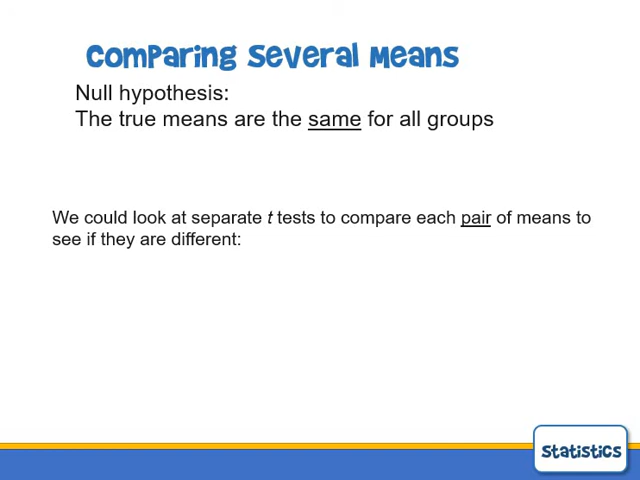 Comparing Several Means
Null hypothesis:
The true means are the same for all groups
We could look at separate t tests to compare each pair of means to
see if they are different:
Statistics